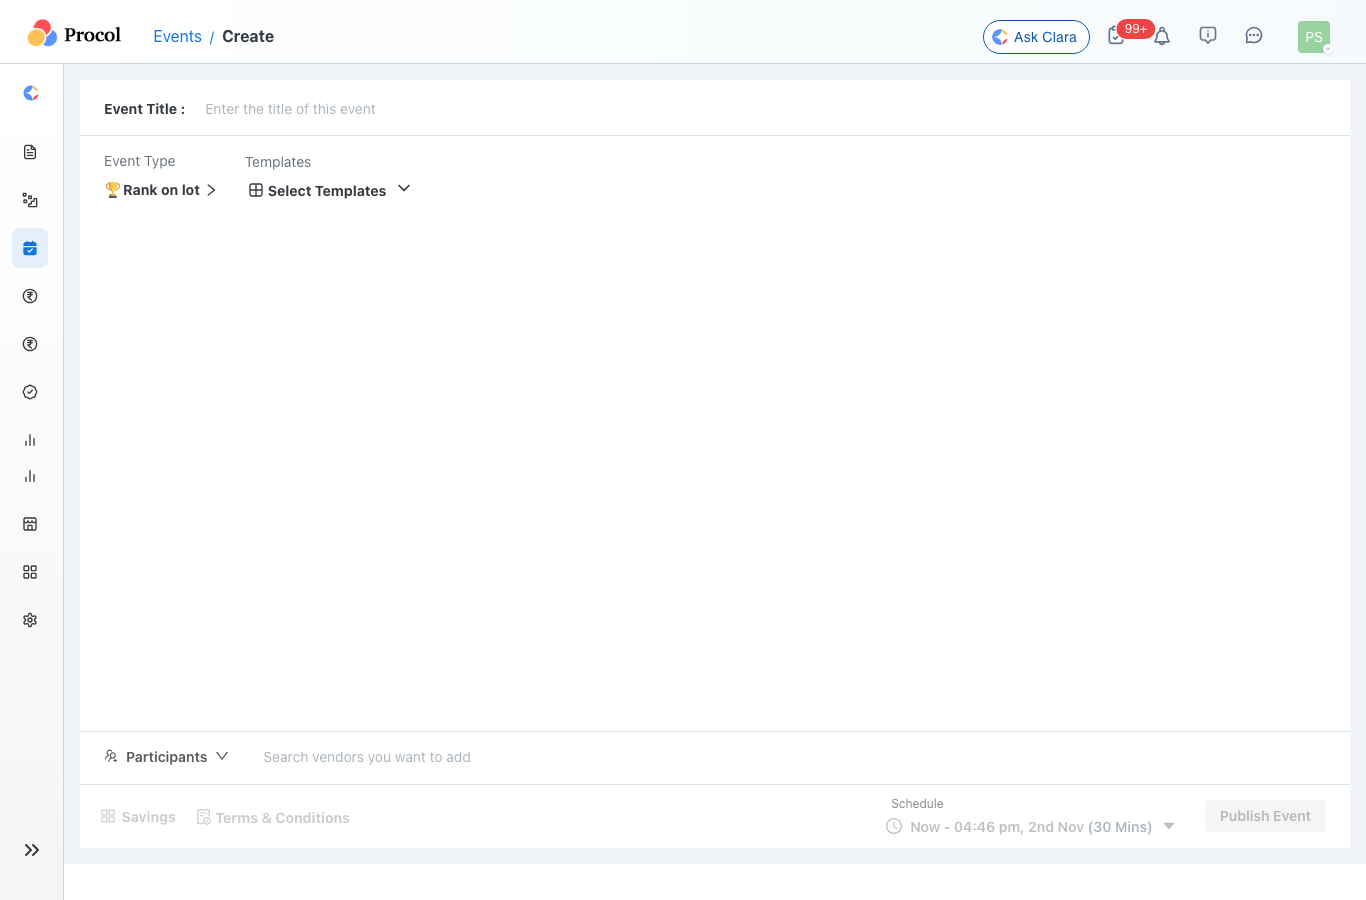 Procol
Events / Create
Ask Clara
99+
PS
Event Title :
Enter the title of this event
Event Type
Templates
Rank on lot
Select Templates
Participants
Search vendors you want to add
Savings
Terms & Conditions
Schedule
Now - 04:46 pm, 2nd Nov (30 Mins)
Publish Event